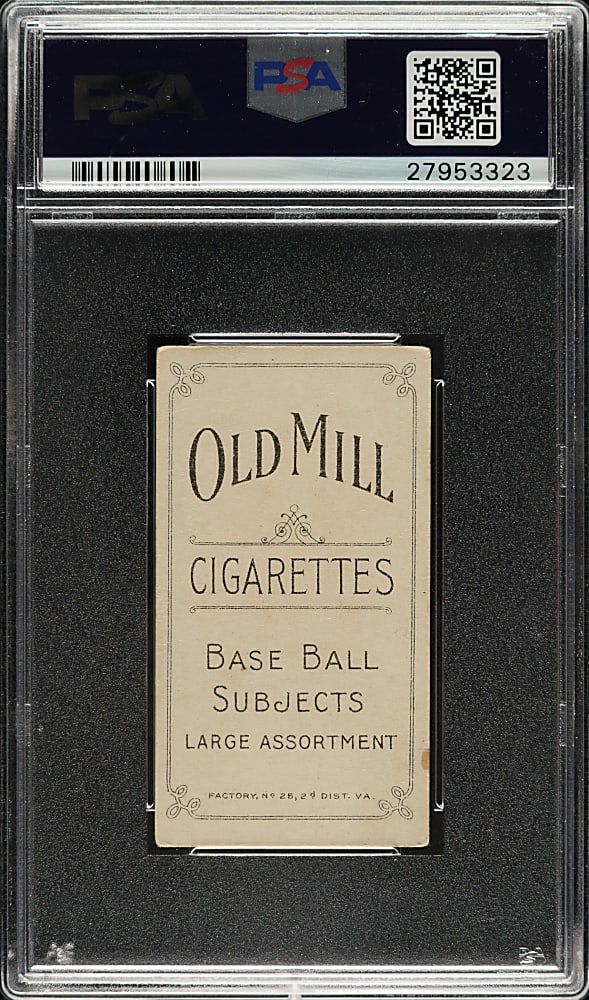 PSA
PSA
27953323
OLD MILL
CIGARETTES
BASE BALL
SUBJECTS
LARGE ASSORTMENT
FACTORY, Nº 25, 2ᵈ DIST. VA.